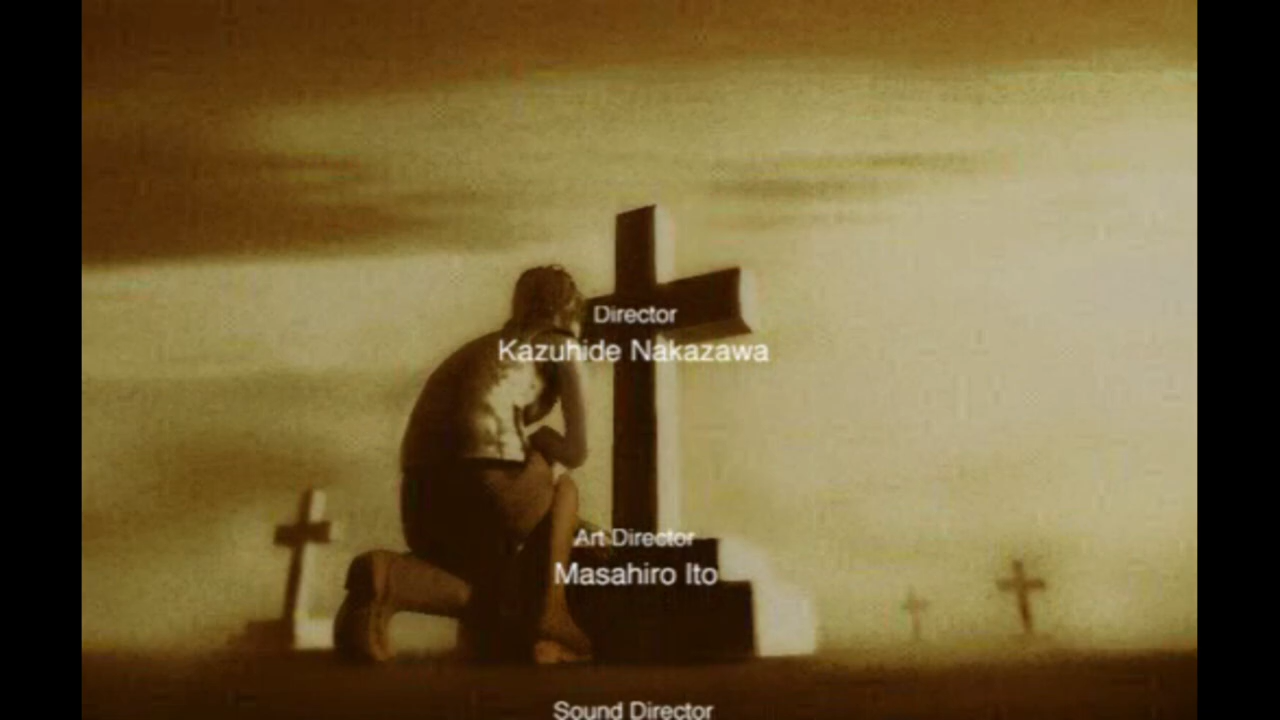 Director
Kazuhide Nakazawa
Art Director
Masahiro Ito
Sound Director